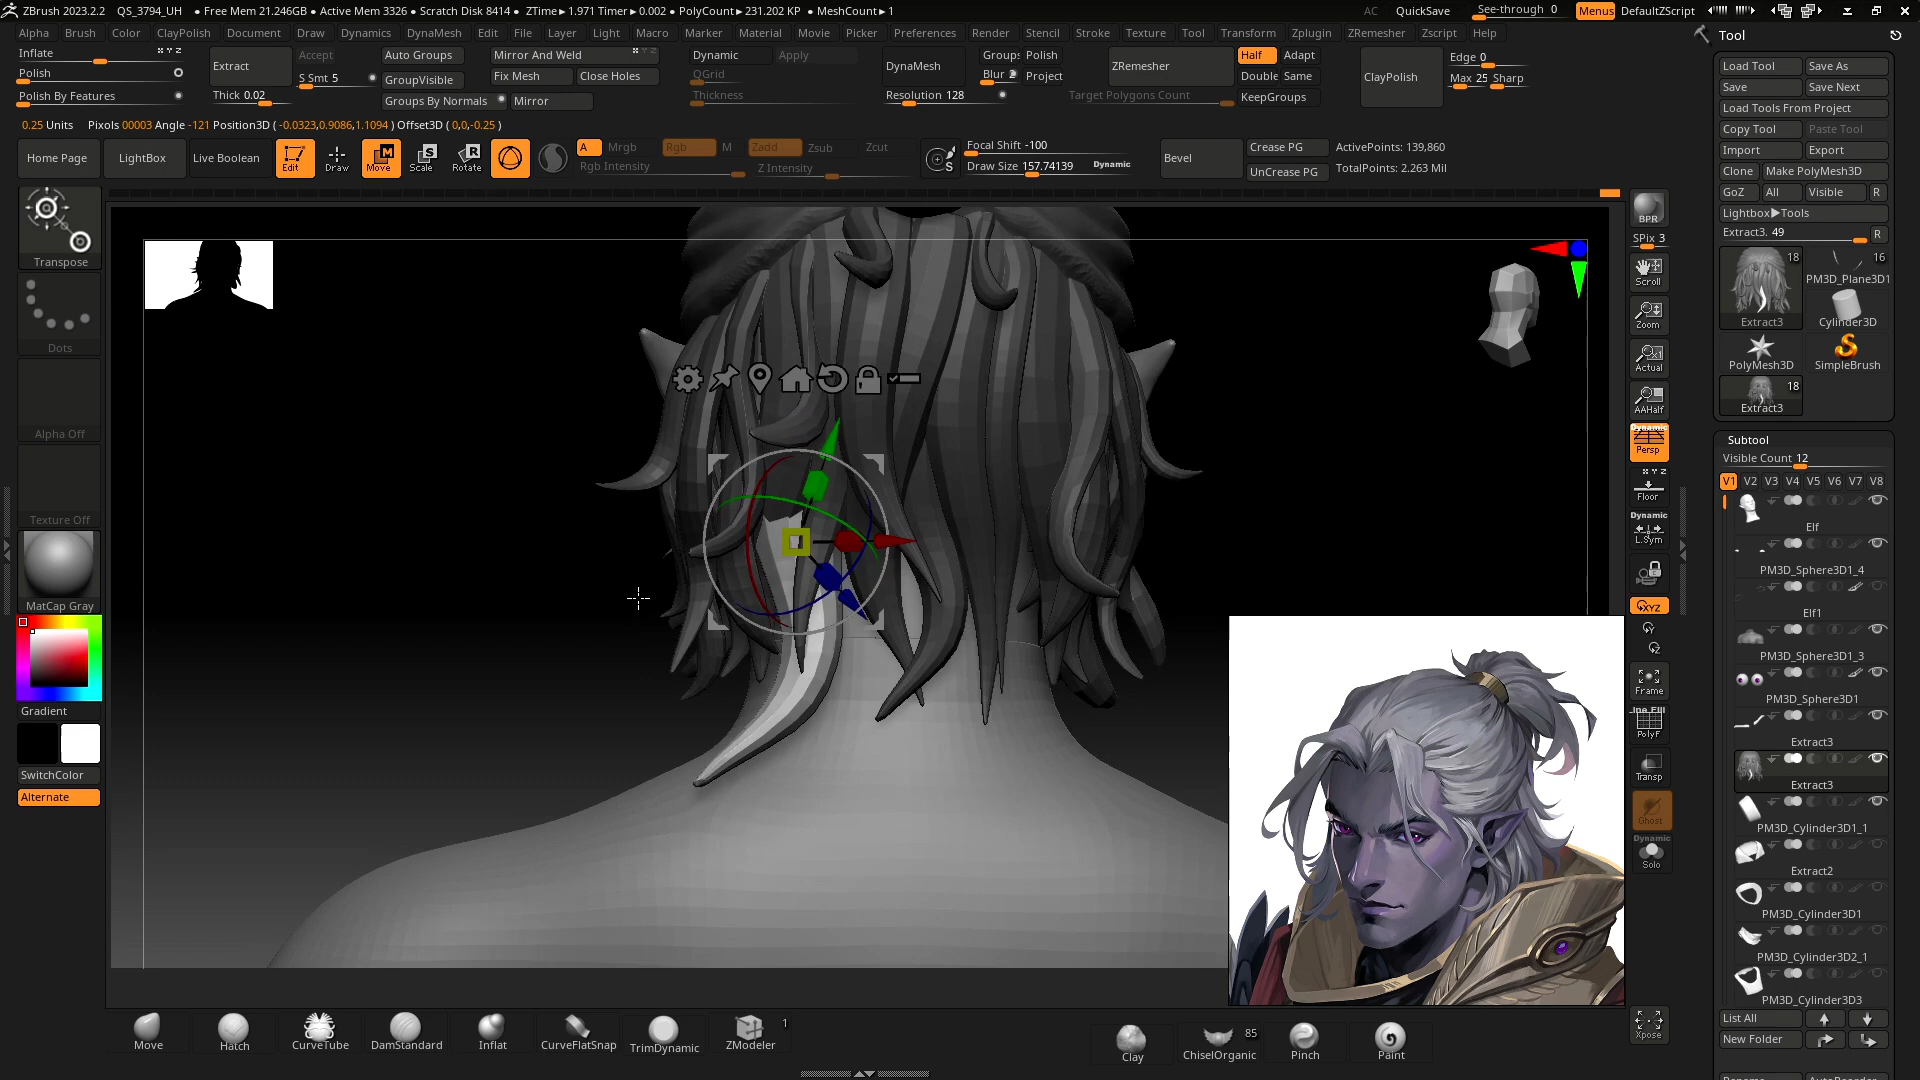 ZBrush 2023.2.2 QS_3794_UH • Free Mem 21.246GB • Active Mem 3326 • Scratch Disk 8414 • ZTime▸1.971 Timer▸0.002 • PolyCount▸231.202 KP • MeshCount▸1 AC QuickSave See-through 0 Menus DefaultZScript
Alpha Brush Color ClayPolish Document Draw Dynamics DynaMesh Edit File Layer Light Macro Marker Material Movie Picker Preferences Render Stencil Stroke Texture Tool Transform Zplugin ZRemesher Zscript Help
Inflate
Polish
Polish By Features
Extract
Accept
S Smt 5
Thick 0.02
Auto Groups
GroupVisible
Groups By Normals
Mirror And Weld
Fix Mesh Close Holes
Mirror
Dynamic Apply
QGrid
Thickness
DynaMesh
Groups Polish
Blur 2 Project
Resolution 128
ZRemesher
Half Adapt
Double Same
Target Polygons Count KeepGroups
ClayPolish
Edge 0
Max 25 Sharp
0.25 Units Pixols 00003 Angle -121 Position3D ( -0.0323,0.9086,1.1094 ) Offset3D ( 0,0,-0.25 )
Home Page LightBox Live Boolean Edit Draw Move Scale Rotate
A Mrgb Rgb M Zadd Zsub Zcut
Rgb Intensity Z Intensity
Focal Shift -100
Draw Size 157.74139 Dynamic
S
Bevel
Crease PG
UnCrease PG
ActivePoints: 139,860
TotalPoints: 2.263 Mil
Transpose
Dots
Alpha Off
Texture Off
MatCap Gray
Gradient
SwitchColor
Alternate
BPR
SPix 3
Scroll
Zoom
Actual
AAHalf
Dynamic
Persp
Floor
Dynamic
L.Sym
XYZ
Frame
Line Fill
PolyF
Transp
Ghost
Dynamic
Solo
Xpose
Tool
Load Tool Save As
Save Save Next
Load Tools From Project
Copy Tool Paste Tool
Import Export
Clone Make PolyMesh3D
GoZ All Visible R
Lightbox▶Tools
Extract3. 49 R
18 16
PM3D_Plane3D1
Extract3 Cylinder3D
PolyMesh3D SimpleBrush
18
Extract3
Subtool
Visible Count 12
V1 V2 V3 V4 V5 V6 V7 V8
Elf
PM3D_Sphere3D1_4
Elf1
PM3D_Sphere3D1_3
PM3D_Sphere3D1
Extract3
Extract3
PM3D_Cylinder3D1_1
Extract2
PM3D_Cylinder3D1
PM3D_Cylinder3D2_1
PM3D_Cylinder3D3
List All
New Folder
Move Hatch CurveTube DamStandard Inflat CurveFlatSnap TrimDynamic ZModeler 1
Clay ChiselOrganic 85 Pinch Paint